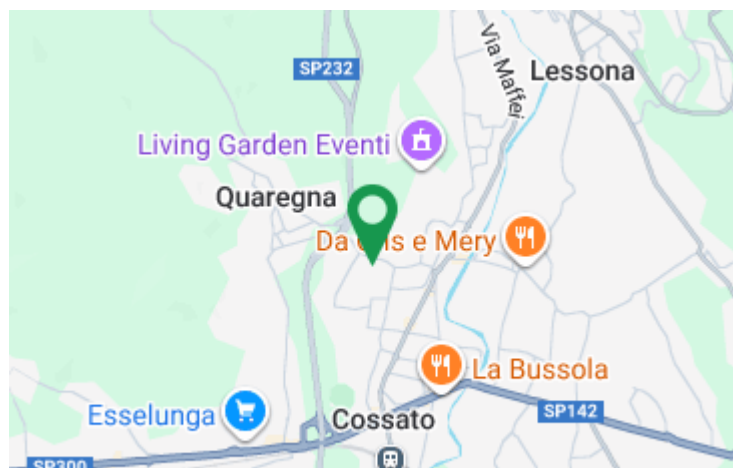 SP232
Via Maffei
Lessona
Living Garden Eventi
Quaregna
Da e Mery
La Bussola
Esselunga
Cossato
SP142
SP300